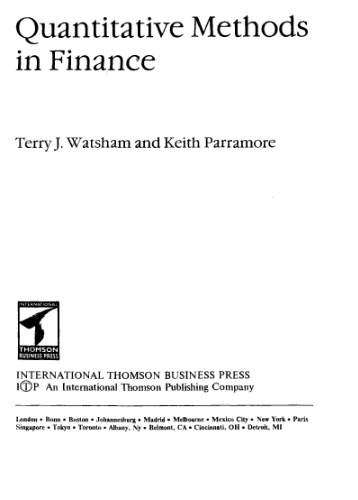 Quantitative Methods
in Finance
Terry J. Watsham and Keith Parramore
INTERNATIONAL
THOMSON
BUSINESS PRESS
INTERNATIONAL THOMSON BUSINESS PRESS
I(T)P An International Thomson Publishing Company
London • Bonn • Boston • Johannesburg • Madrid • Melbourne • Mexico City • New York • Paris
Singapore • Tokyo • Toronto • Albany, Ny • Belmont, CA • Cincinnati, OH • Detroit, MI